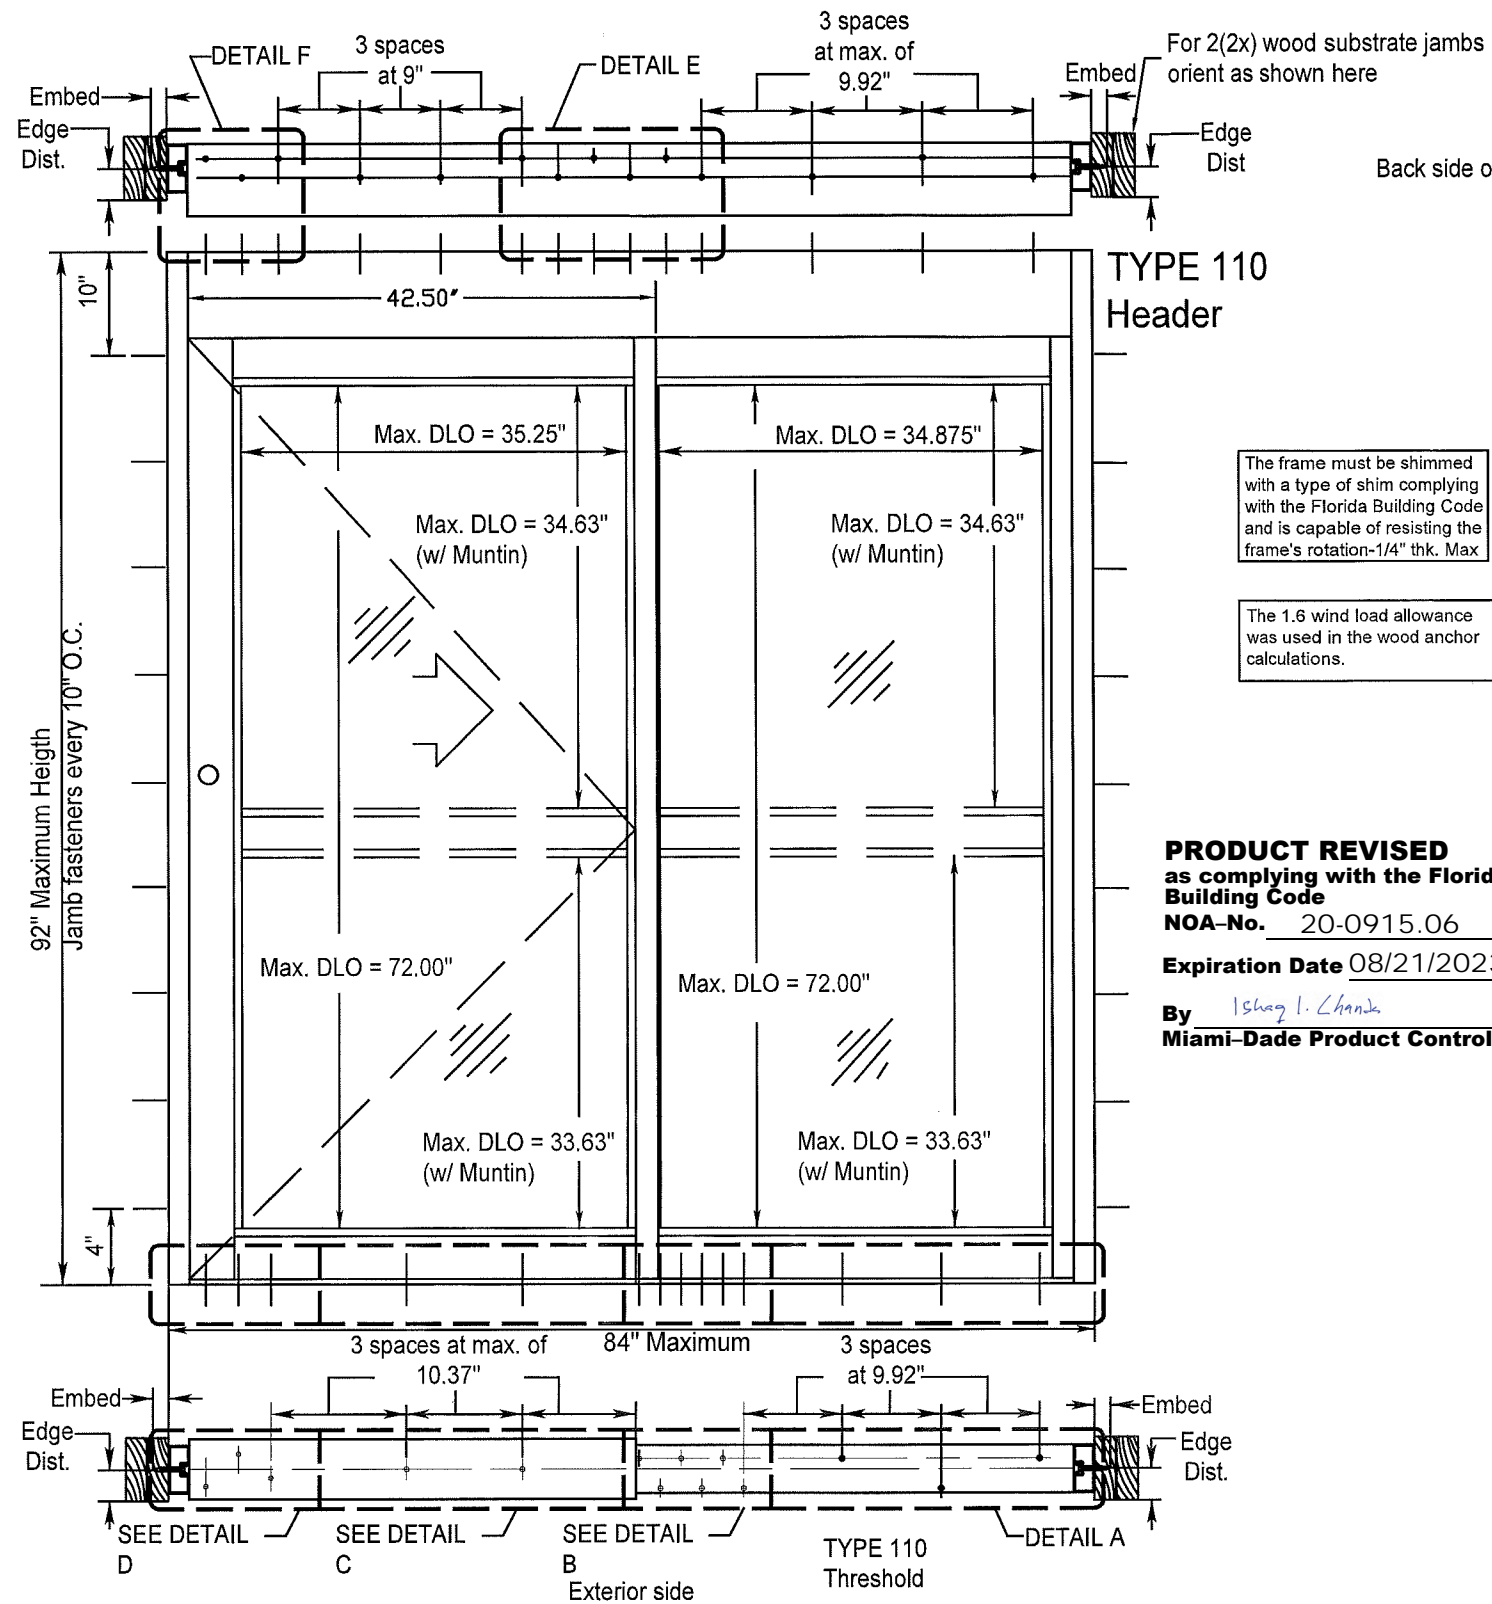 3 spaces
at max. of
9.92"
For 2(2x) wood substrate jambs
orient as shown here
DETAIL F
3 spaces
at 9"
DETAIL E
Embed
Embed
Edge
Dist.
Edge
Dist
Back side o
TYPE 110
Header
10"
42.50"
Max. DLO = 35.25"
Max. DLO = 34.875"
The frame must be shimmed
with a type of shim complying
with the Florida Building Code
and is capable of resisting the
frame's rotation-1/4" thk. Max
Max. DLO = 34.63"
(w/ Muntin)
Max. DLO = 34.63"
(w/ Muntin)
The 1.6 wind load allowance
was used in the wood anchor
calculations.
92" Maximum Heigth
Jamb fasteners every 10" O.C.
PRODUCT REVISED
as complying with the Florid
Building Code
NOA-No. 20-0915.06
Expiration Date 08/21/2023
By Ishaq I. Chanda
Miami-Dade Product Control
Max. DLO = 72.00"
Max. DLO = 72.00"
Max. DLO = 33.63"
(w/ Muntin)
Max. DLO = 33.63"
(w/ Muntin)
4"
84" Maximum
3 spaces at max. of
10.37"
3 spaces
at 9.92"
Embed
Embed
Edge
Dist.
Edge
Dist.
SEE DETAIL
D
SEE DETAIL
C
SEE DETAIL
B
DETAIL A
TYPE 110
Threshold
Exterior side